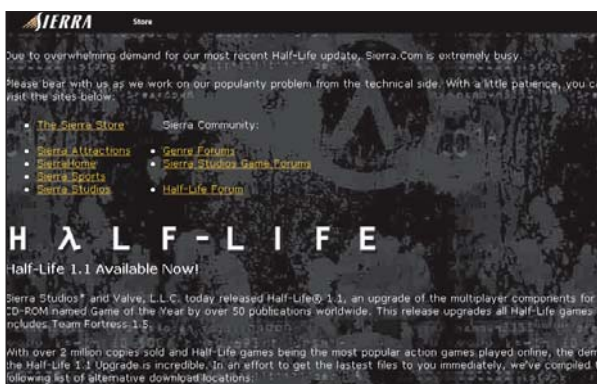 SIERRA Store
Due to overwhelming demand for our most recent Half-Life update, Sierra.Com is extremely busy.
Please bear with us as we work on our popularity problem from the technical side. With a little patience, you ca
visit the sites below:
The Sierra Store Sierra Community:
Sierra Attractions Genre Forums
SierraHome Sierra Studios Game Forums
Sierra Sports
Sierra Studios Half-Life Forum
H λ L F - L I F E
Half-Life 1.1 Available Now!
Sierra Studios* and Valve, L.L.C. today released Half-Life® 1.1, an upgrade of the multiplayer components for
CD-ROM named Game of the Year by over 50 publications worldwide. This release upgrades all Half-Life games
includes Team Fortress 1.5.
With over 2 million copies sold and Half-Life games being the most popular action games played online, the dem
the Half-Life 1.1 Upgrade is incredible. In an effort to get the lastest files to you immediately, we've compiled t
following list of alternative download locations: